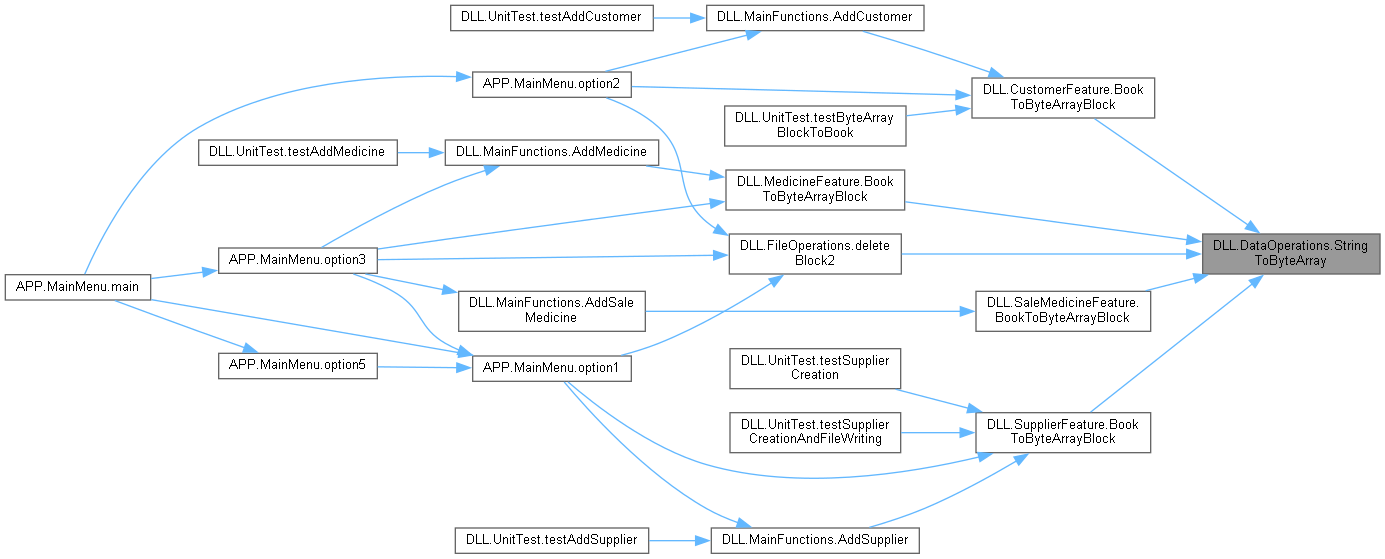 DLL.UnitTest.testAddCustomer
DLL.MainFunctions.AddCustomer
APP.MainMenu.option2
DLL.CustomerFeature.Book
ToByteArrayBlock
DLL.UnitTest.testByteArray
BlockToBook
DLL.UnitTest.testAddMedicine
DLL.MainFunctions.AddMedicine
DLL.MedicineFeature.Book
ToByteArrayBlock
APP.MainMenu.option3
DLL.FileOperations.delete
Block2
DLL.DataOperations.String
ToByteArray
APP.MainMenu.main
DLL.MainFunctions.AddSale
Medicine
DLL.SaleMedicineFeature.
BookToByteArrayBlock
APP.MainMenu.option5
APP.MainMenu.option1
DLL.UnitTest.testSupplier
Creation
DLL.UnitTest.testSupplier
CreationAndFileWriting
DLL.SupplierFeature.Book
ToByteArrayBlock
DLL.UnitTest.testAddSupplier
DLL.MainFunctions.AddSupplier